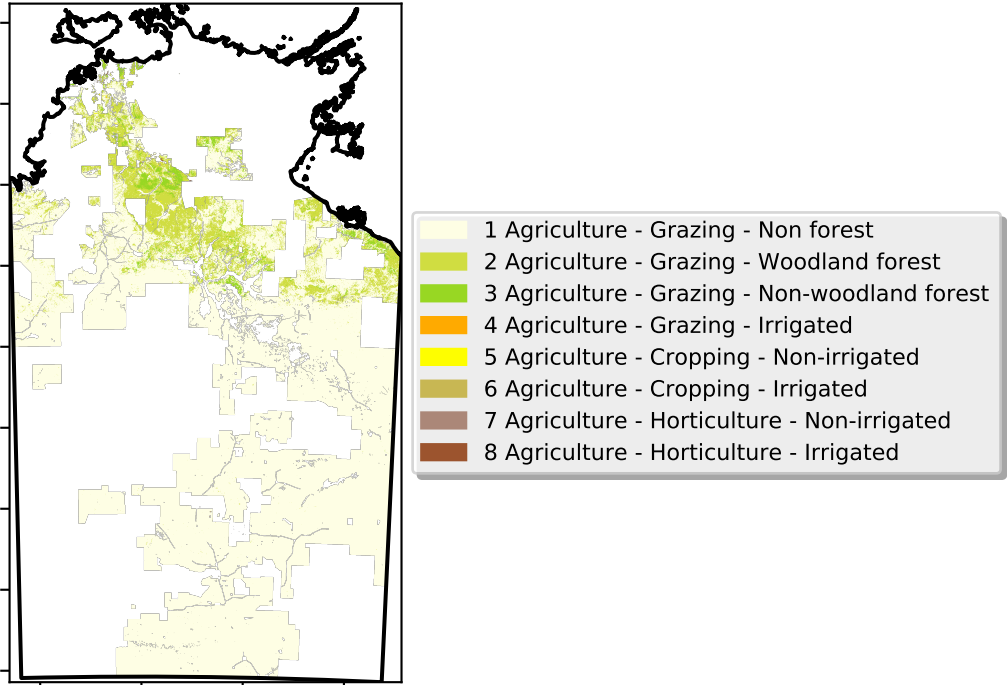 1 Agriculture - Grazing - Non forest
2 Agriculture - Grazing - Woodland forest
3 Agriculture - Grazing - Non-woodland forest
4 Agriculture - Grazing - Irrigated
5 Agriculture - Cropping - Non-irrigated
6 Agriculture - Cropping - Irrigated
7 Agriculture - Horticulture - Non-irrigated
8 Agriculture - Horticulture - Irrigated